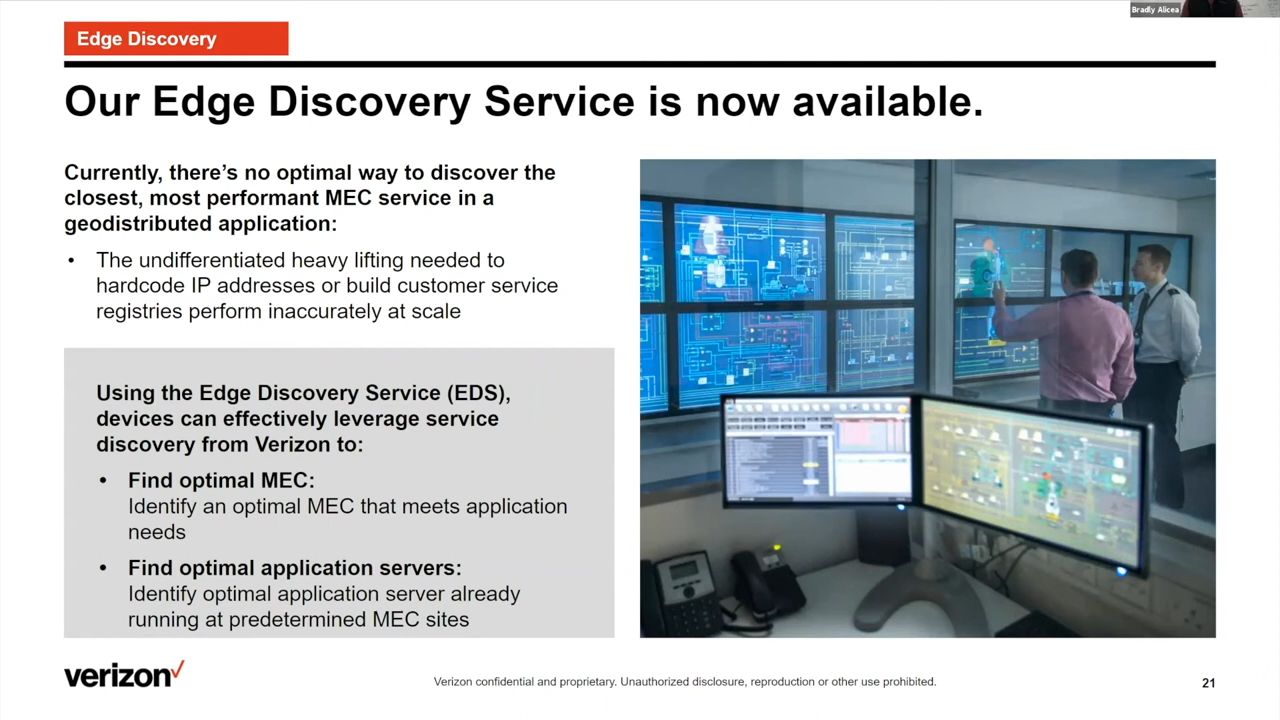 Bradly Alicea
Edge Discovery
Our Edge Discovery Service is now available.
Currently, there’s no optimal way to discover the
closest, most performant MEC service in a
geodistributed application:
• The undifferentiated heavy lifting needed to
hardcode IP addresses or build customer service
registries perform inaccurately at scale
Using the Edge Discovery Service (EDS),
devices can effectively leverage service
discovery from Verizon to:
• Find optimal MEC:
Identify an optimal MEC that meets application
needs
• Find optimal application servers:
Identify optimal application server already
running at predetermined MEC sites
verizon
Verizon confidential and proprietary. Unauthorized disclosure, reproduction or other use prohibited.
21